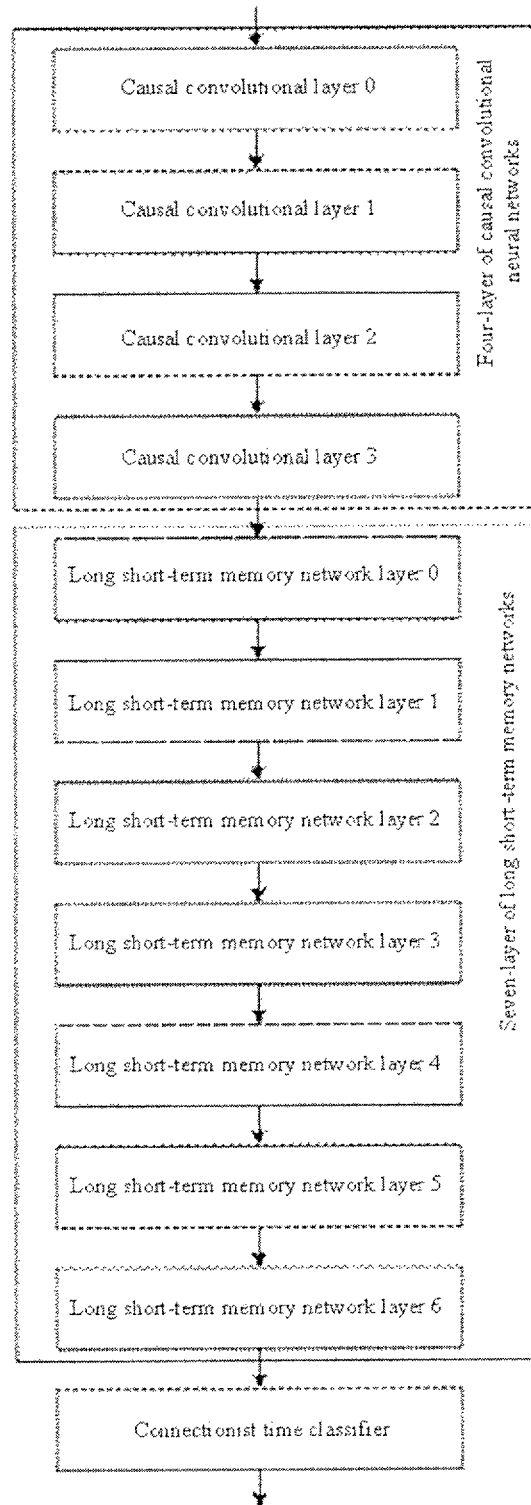 Causal convolutional layer 0
Causal convolutional layer 1
Causal convolutional layer 2
Causal convolutional layer 3
Four-layer of causal convolutional
neural networks
Long short-term memory network layer 0
Long short-term memory network layer 1
Long short-term memory network layer 2
Long short-term memory network layer 3
Long short-term memory network layer 4
Long short-term memory network layer 5
Long short-term memory network layer 6
Seven-layer of long short-term memory networks
Connectionist time classifier